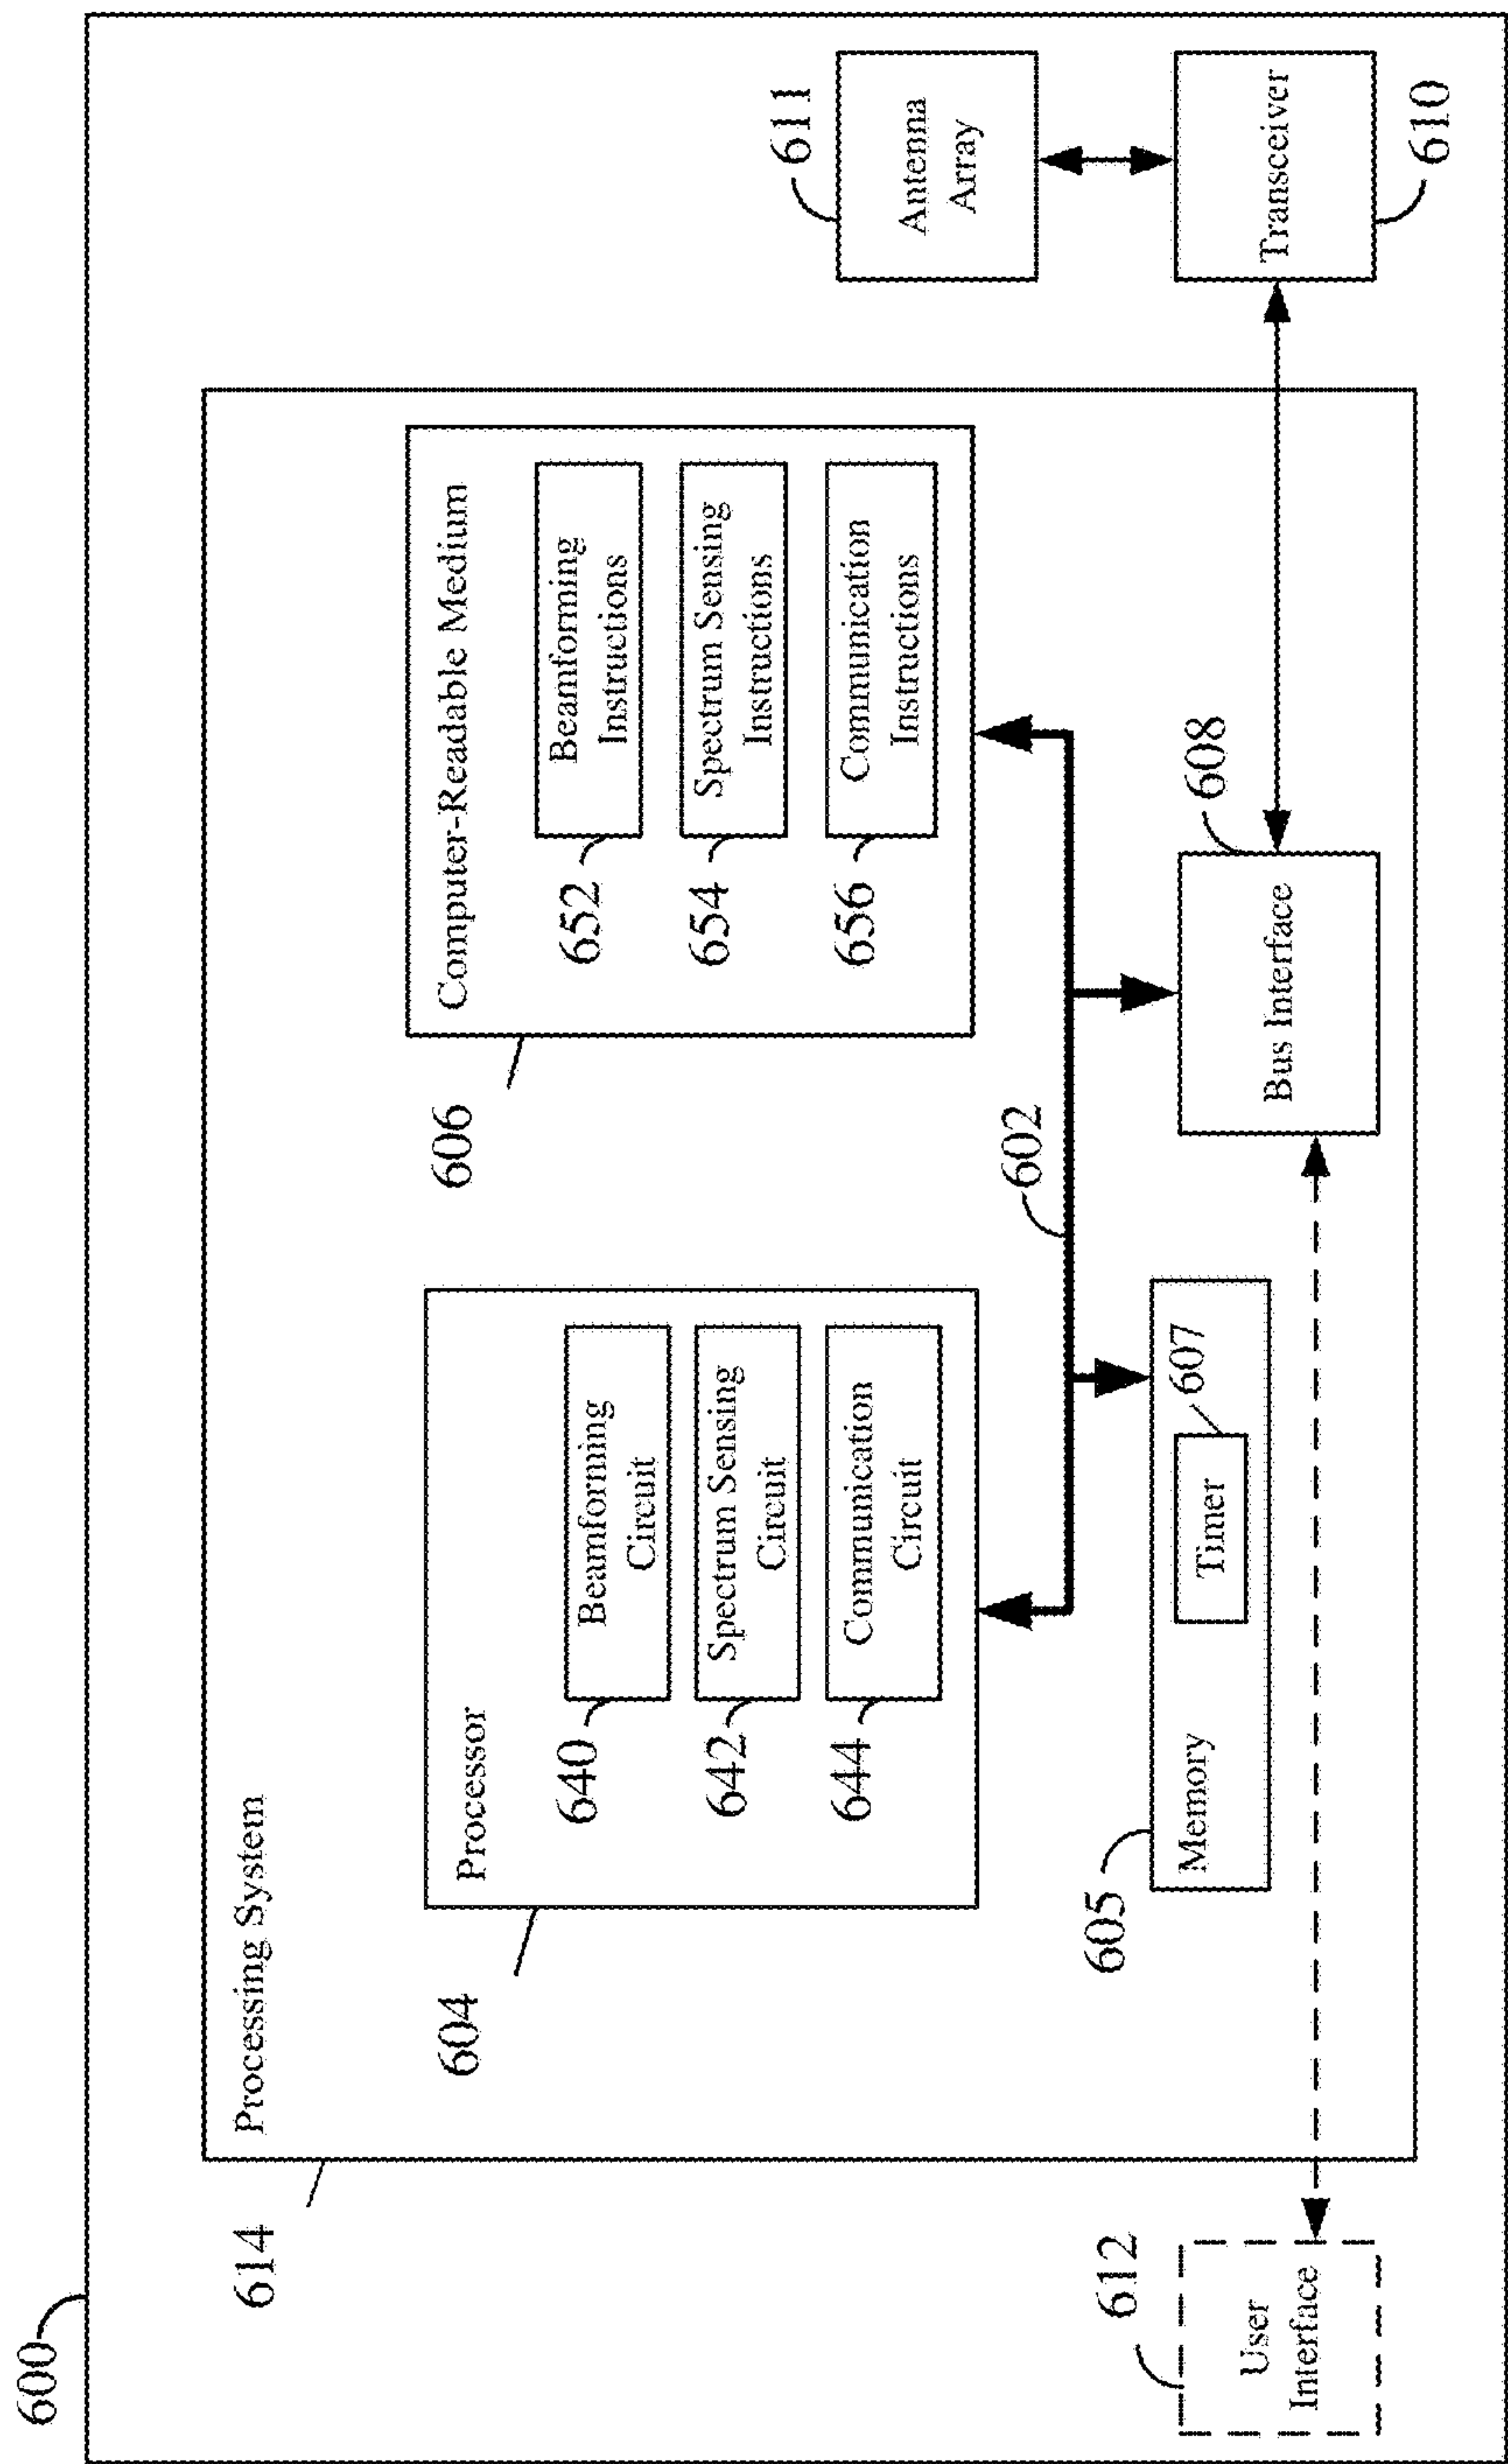 600
614
Processing System
604
Processor
640
Beamforming
Circuit
642
Spectrum Sensing
Circuit
644
Communication
Circuit
606
Computer-Readable Medium
652
Beamforming
Instructions
654
Spectrum Sensing
Instructions
656
Communication
Instructions
602
605
Memory
Timer
607
608
Bus Interface
612
User
Interface
611
Antenna
Array
Transceiver
610